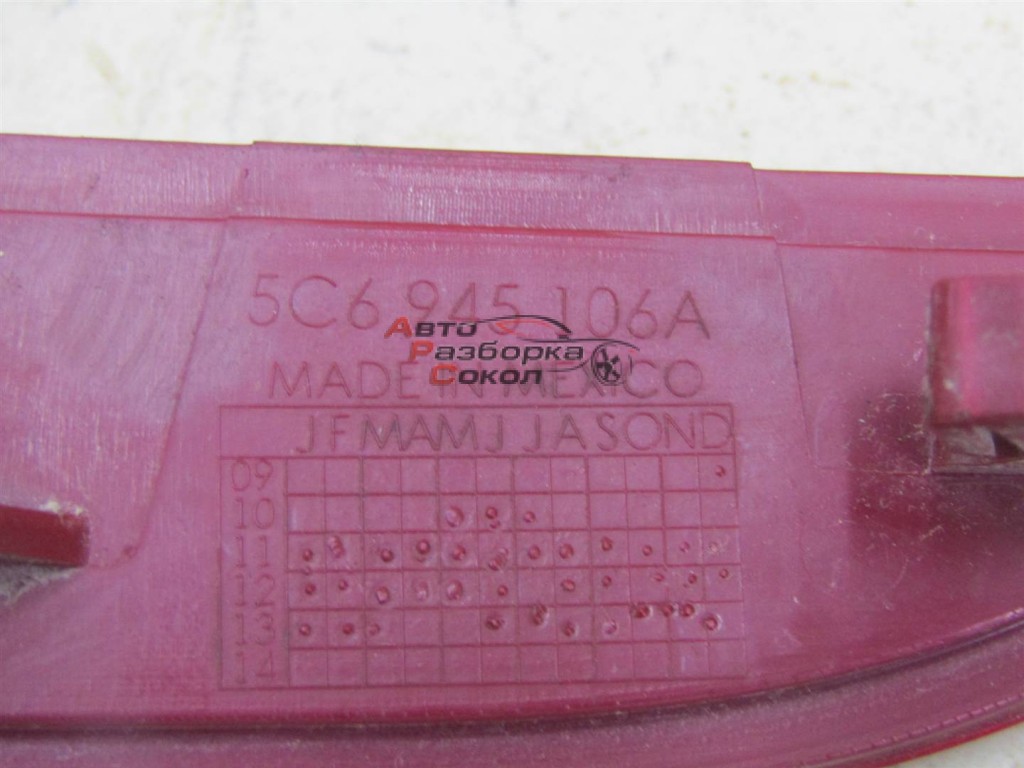 5C6 945 106A
Авто
Разборка
Сокол
MADE IN MEXICO
J F M A M J J A S O N D
09
10
11
12
13
14